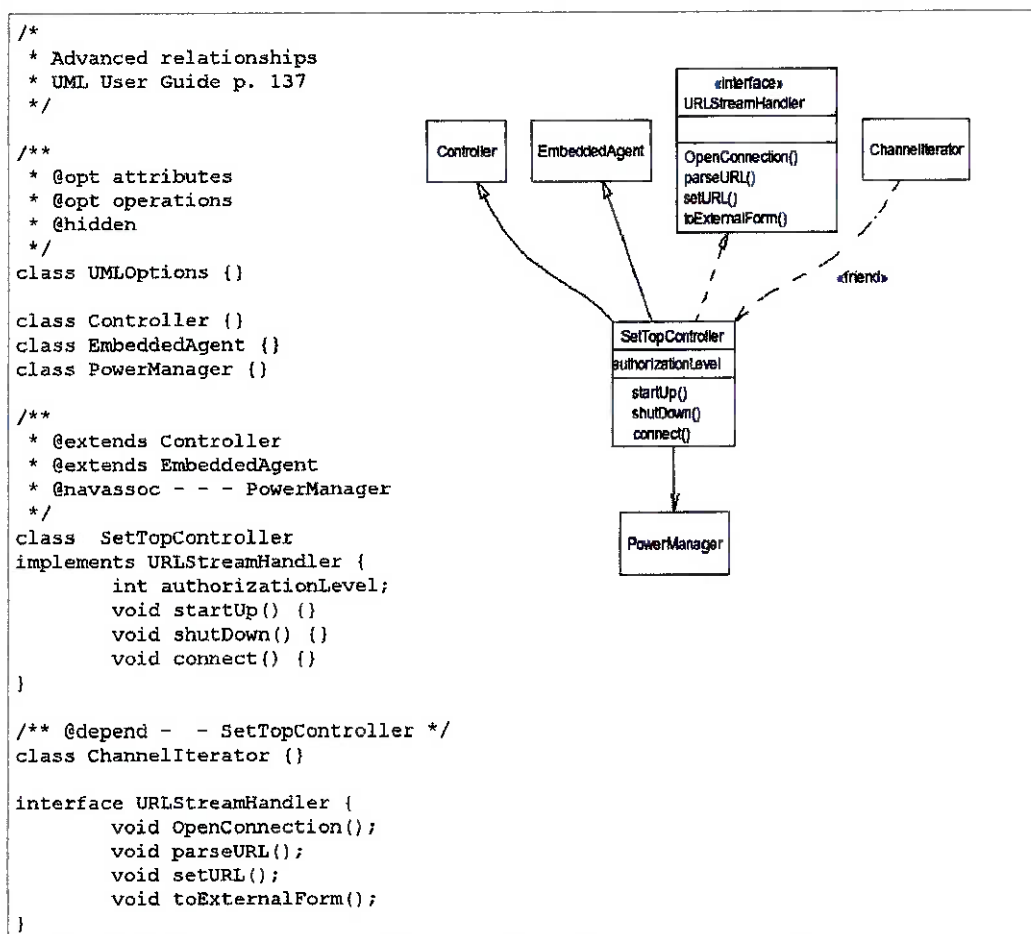 /*
 * Advanced relationships
 * UML User Guide p. 137
 */
/**
 * @opt attributes
 * @opt operations
 * @hidden
 */
class UMLOptions {}
class Controller {}
class EmbeddedAgent {}
class PowerManager {}
/**
 * @extends Controller
 * @extends EmbeddedAgent
 * @navassoc - - - PowerManager
 */
class  SetTopController
implements URLStreamHandler {
        int authorizationLevel;
        void startUp() {}
        void shutDown() {}
        void connect() {}
}
/** @depend -  - SetTopController */
class ChannelIterator {}
interface URLStreamHandler {
        void OpenConnection();
        void parseURL();
        void setURL();
        void toExternalForm();
}
Controller
EmbeddedAgent
«interface»
URLStreamHandler
OpenConnection()
parseURL()
setURL()
toExternalForm()
ChannelIterator
«friend»
SetTopController
authorizationLevel
startUp()
shutDown()
connect()
PowerManager